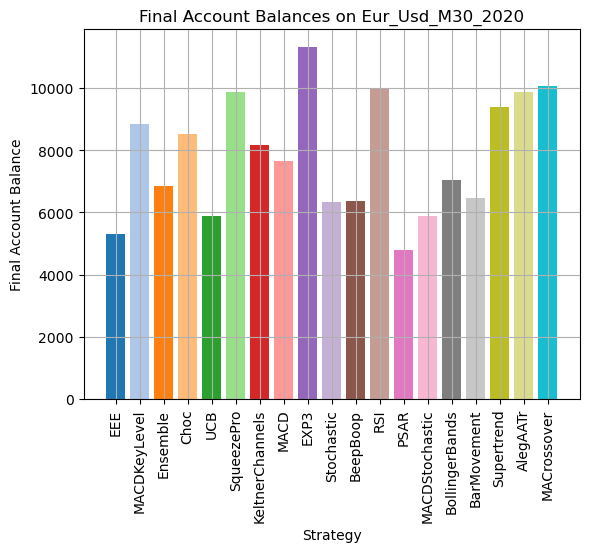 Final Account Balances on Eur_Usd_M30_2020
Final Account Balance
10000
8000
6000
4000
2000
0
EEE
MACDKeyLevel
Ensemble
Choc
UCB
SqueezePro
KeltnerChannels
MACD
EXP3
Stochastic
BeepBoop
RSI
PSAR
MACDStochastic
BollingerBands
BarMovement
Supertrend
AlegAATr
MACrossover
Strategy